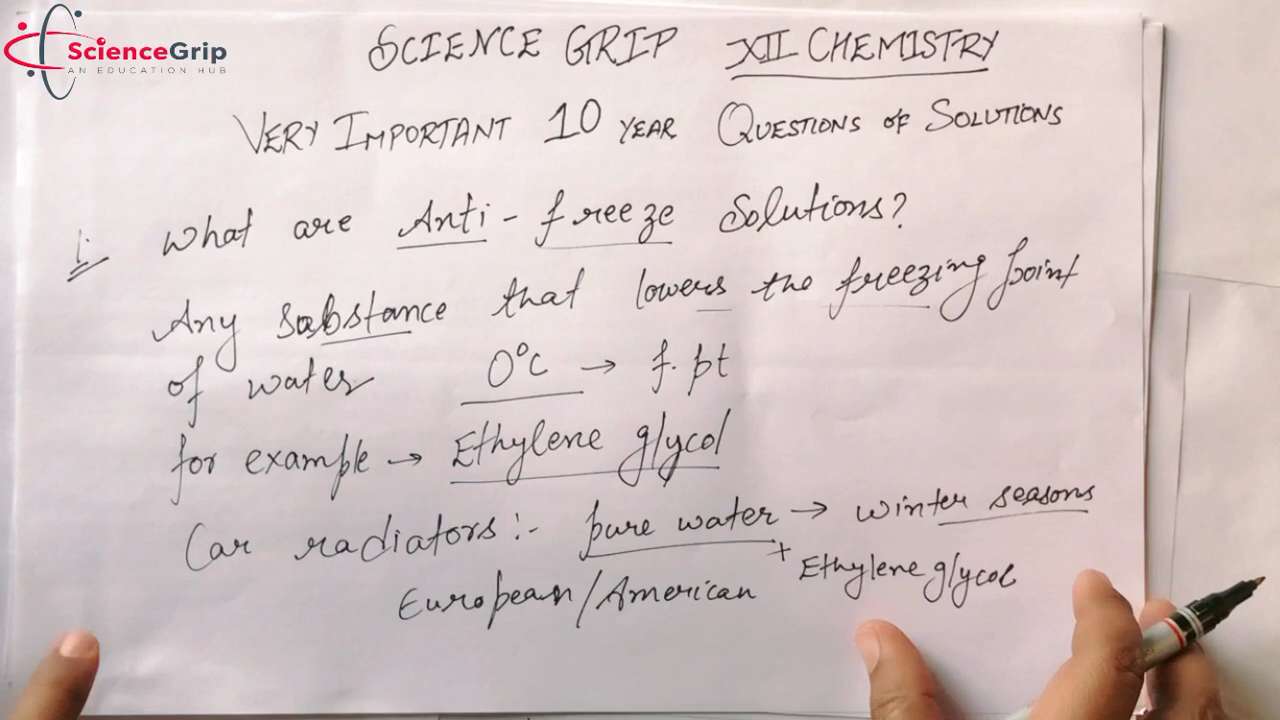 ScienceGrip
AN EDUCATION HUB
SCIENCE GRIP XII CHEMISTRY
VERY IMPORTANT 10 YEAR QUESTIONS OF SOLUTIONS
1. What are Anti-freeze Solutions?
Any substance that lowers the freezing point
of water 0°C → f.pt
for example → Ethylene glycol
Car radiators:- pure water → winter seasons
+ Ethylene glycol
European/American